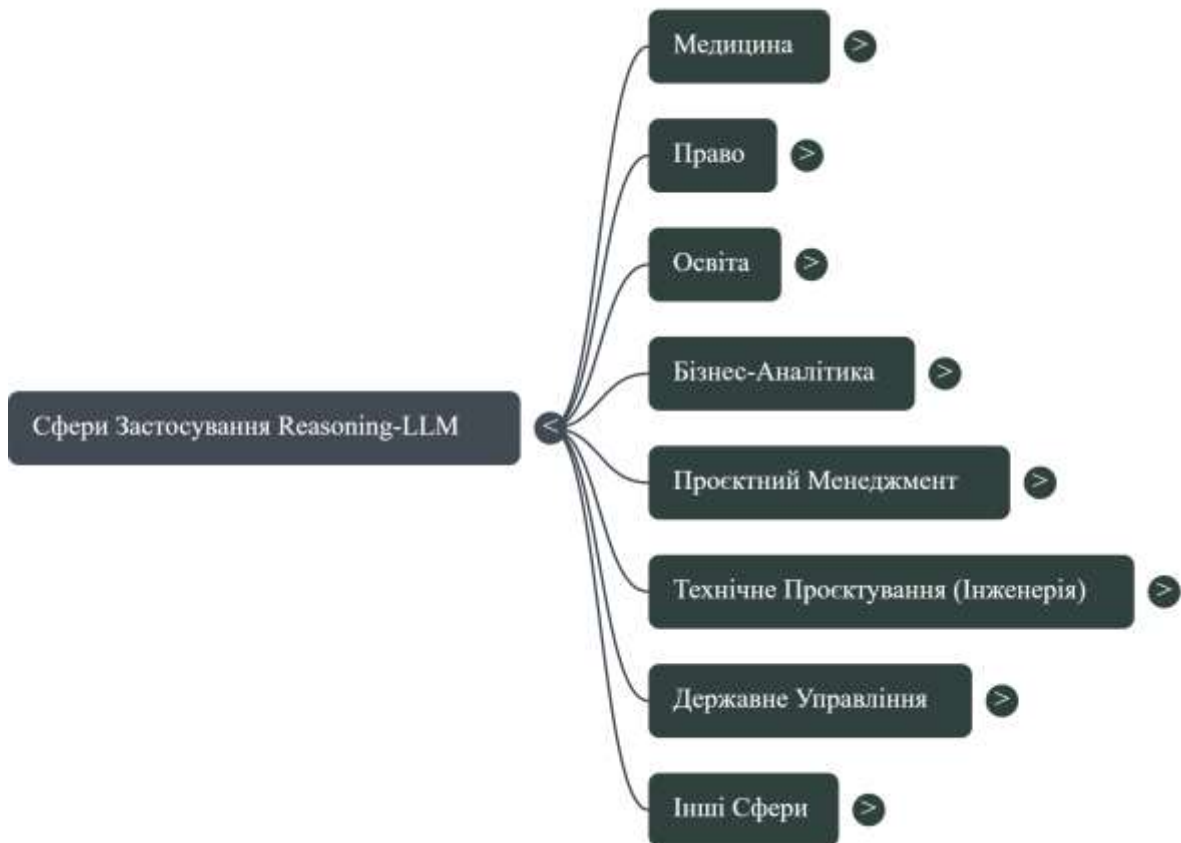 Медицина >
Право >
Освіта >
Бізнес-Аналітика >
Сфери Застосування Reasoning-LLM <
Проєктний Менеджмент >
Технічне Проєктування (Інженерія) >
Державне Управління >
Інші Сфери >